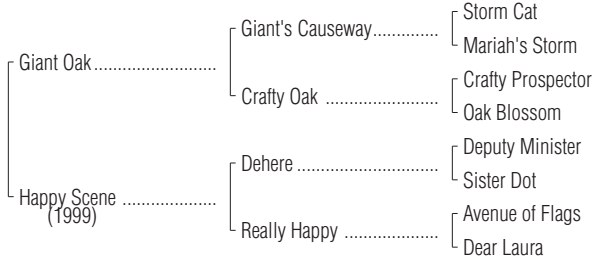 Storm Cat
Giant's Causeway..............
Mariah's Storm
Giant Oak..........................
Crafty Prospector
Crafty Oak ........................
Oak Blossom
Deputy Minister
Dehere ..............................
Sister Dot
Happy Scene ....................
(1999)
Avenue of Flags
Really Happy ....................
Dear Laura